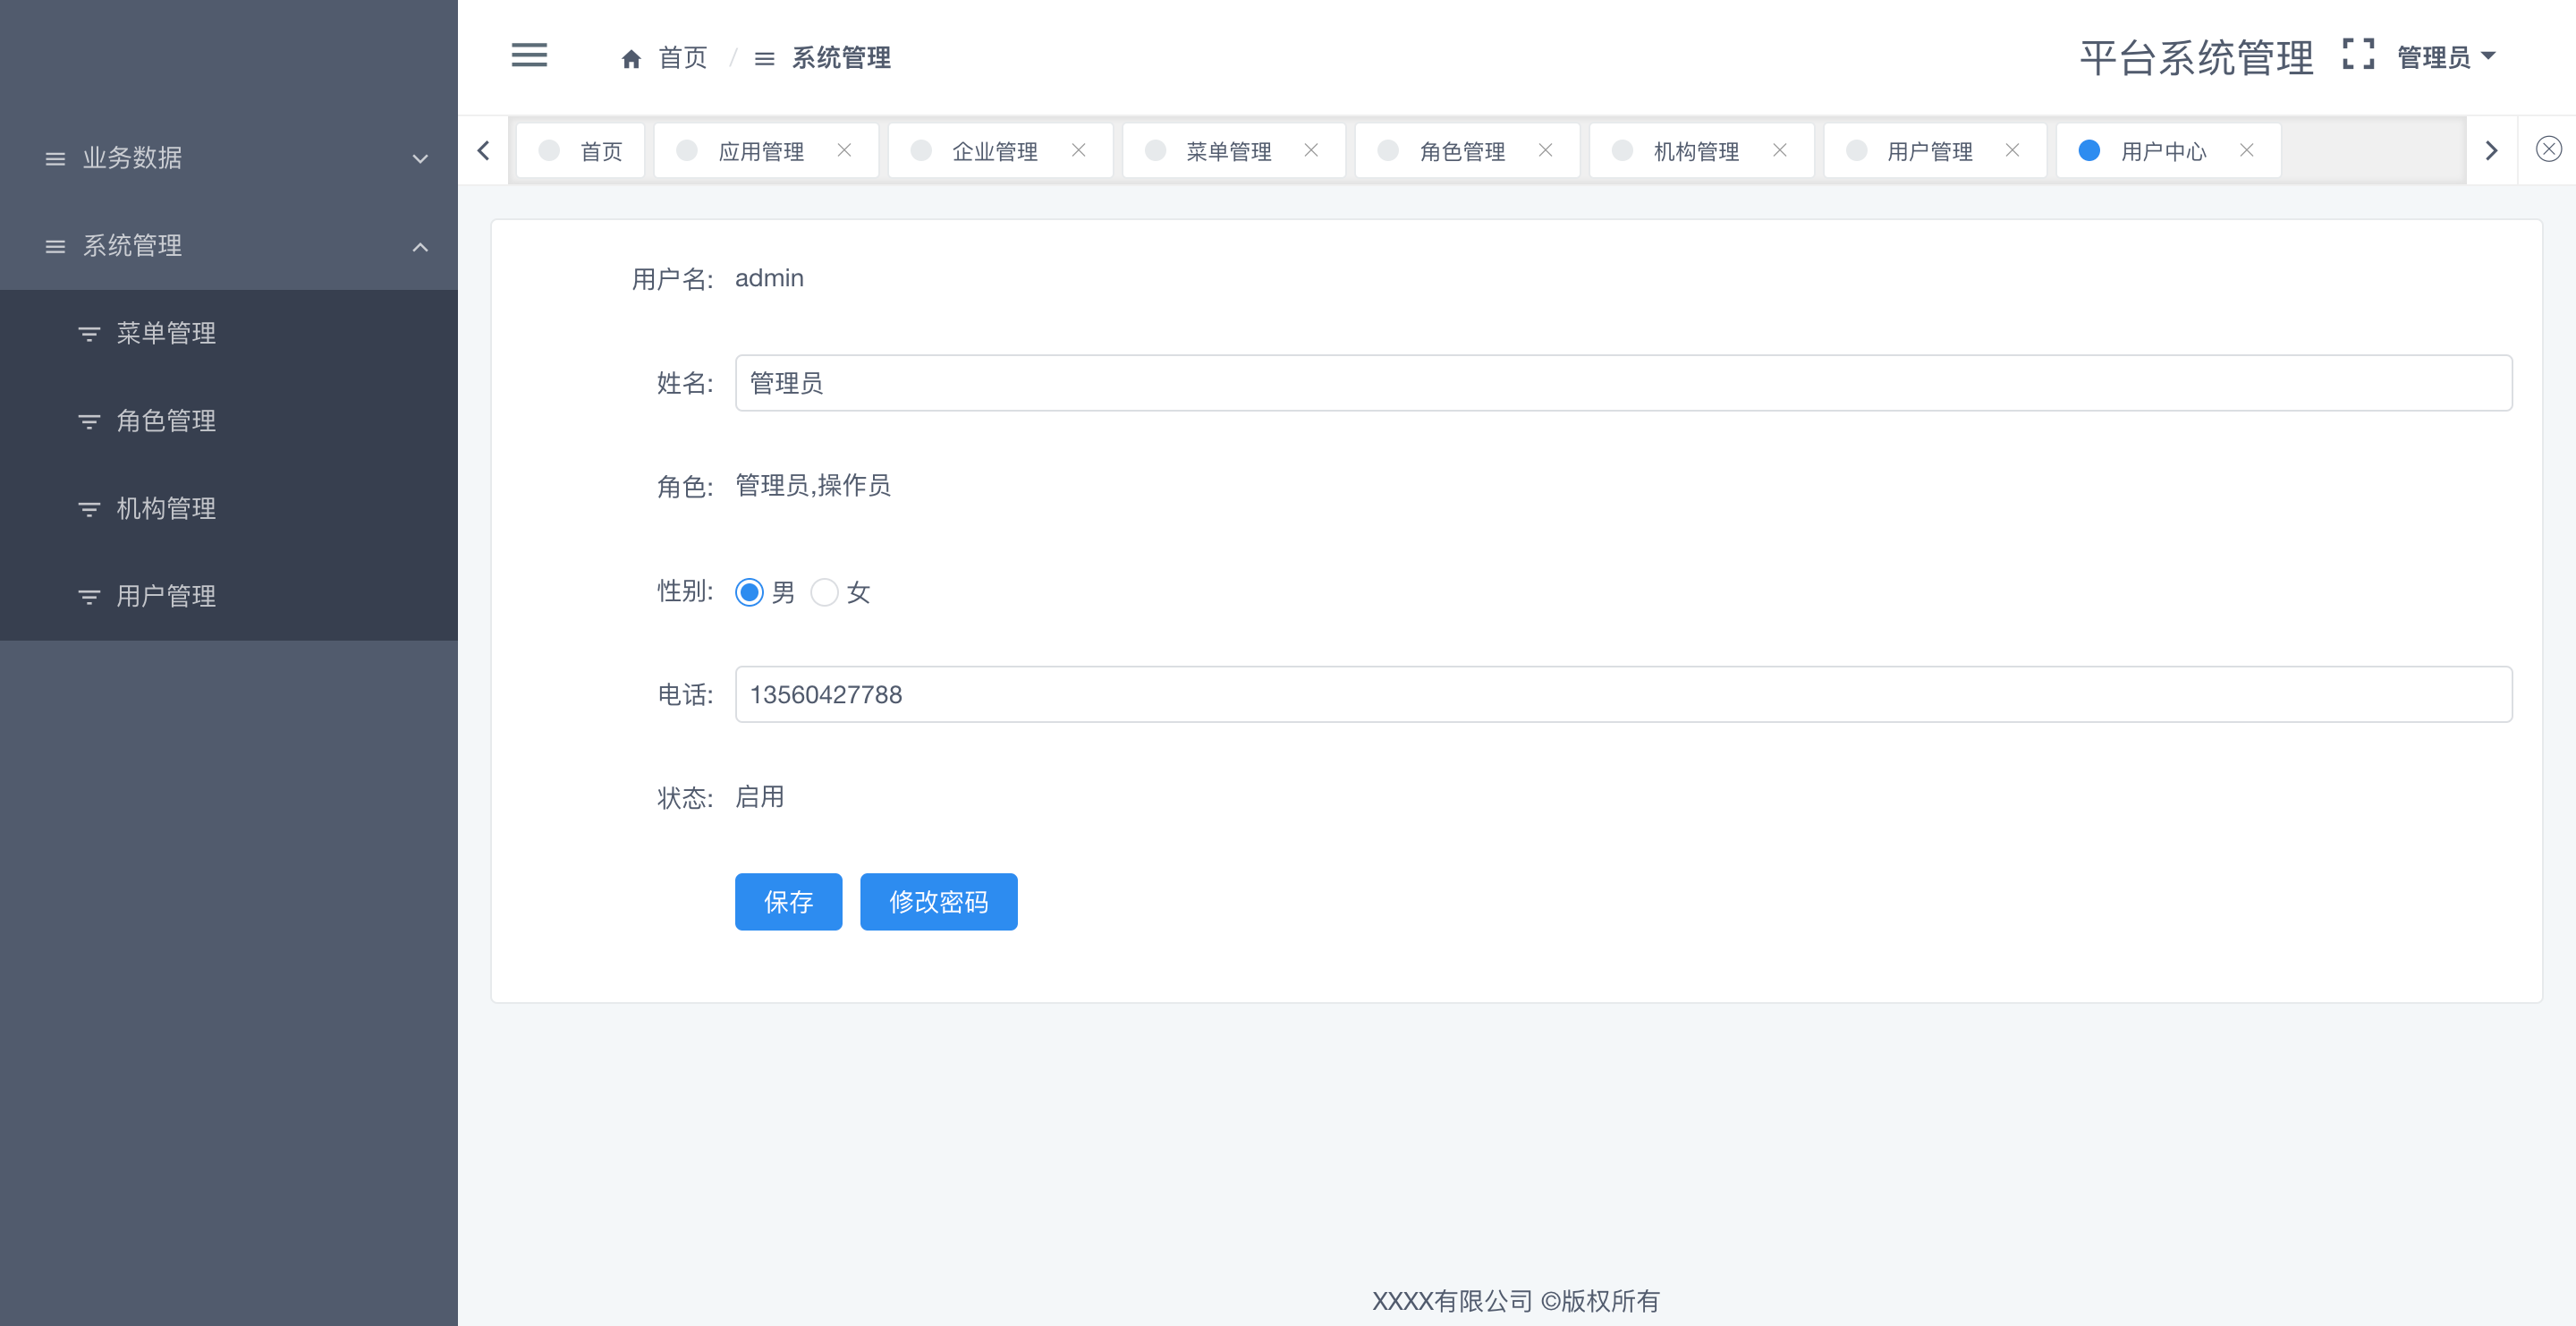 首页 / 系统管理
平台系统管理 管理员
业务数据
系统管理
菜单管理
角色管理
机构管理
用户管理
首页 应用管理 企业管理 菜单管理 角色管理 机构管理 用户管理 用户中心
用户名: admin
姓名: 管理员
角色: 管理员,操作员
性别: 男 女
电话: 13560427788
状态: 启用
保存 修改密码
XXXX有限公司 ©版权所有